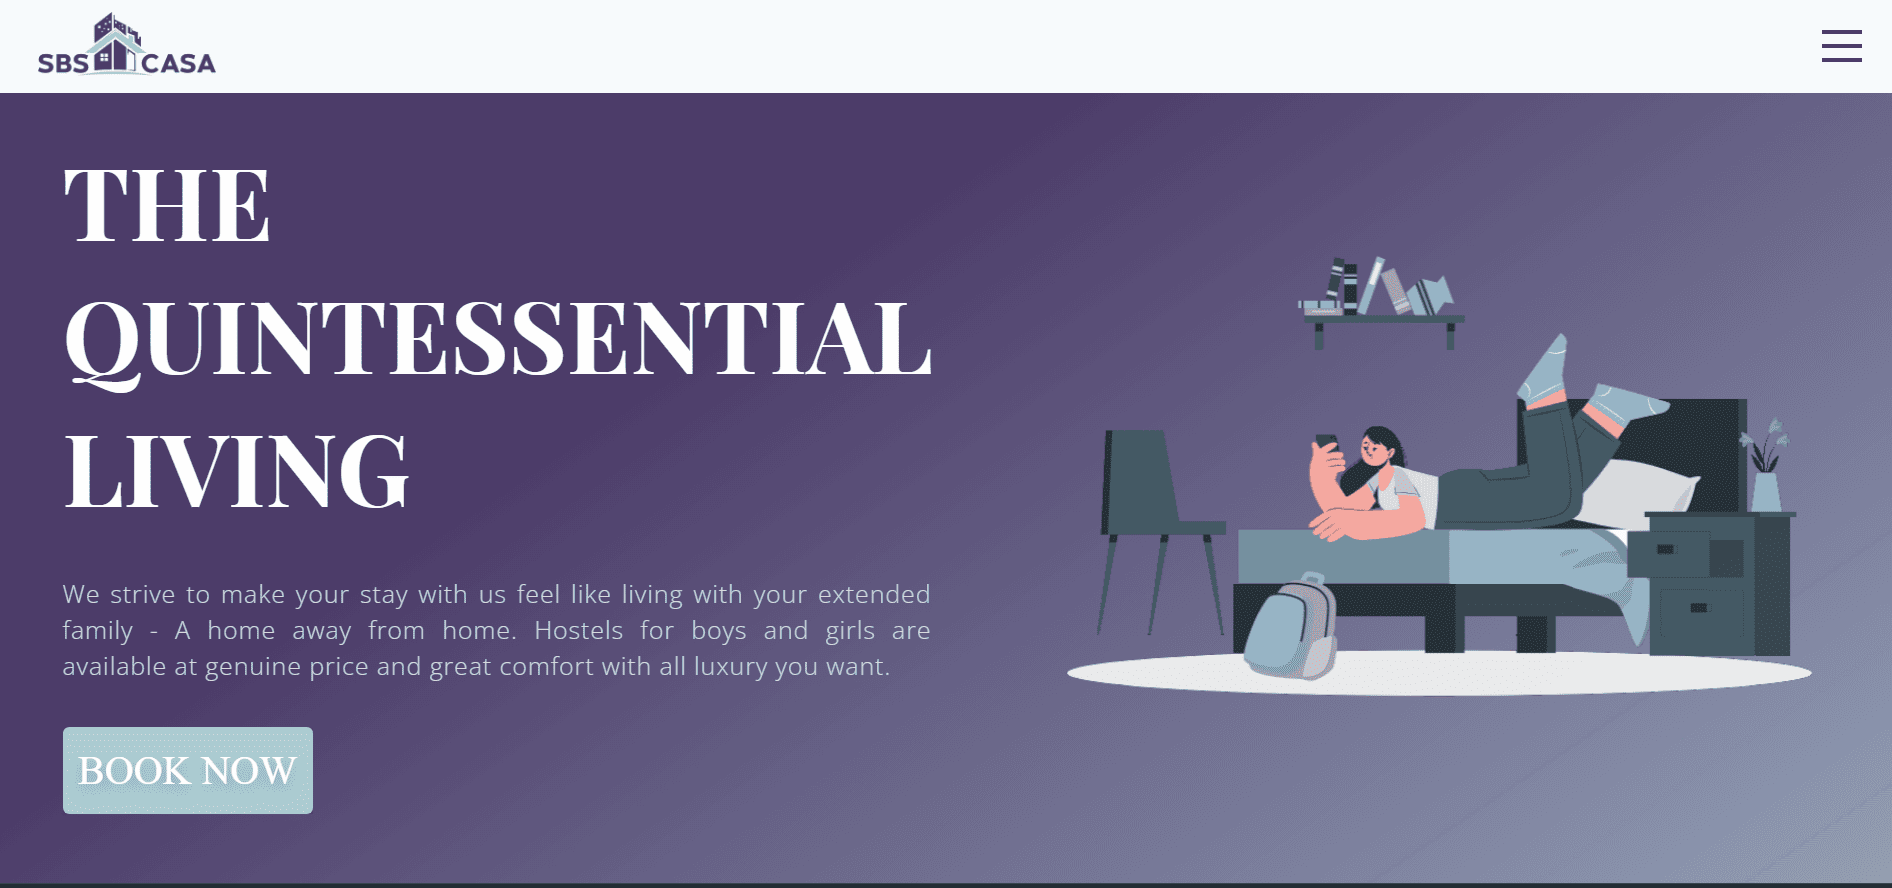 SBS CASA
THE
QUINTESSENTIAL
LIVING
We strive to make your stay with us feel like living with your extended
family - A home away from home. Hostels for boys and girls are
available at genuine price and great comfort with all luxury you want.
BOOK NOW